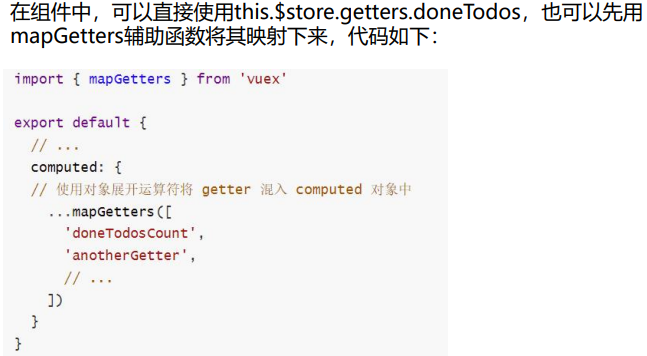 在组件中，可以直接使用this.$store.getters.doneTodos，也可以先用
mapGetters辅助函数将其映射下来，代码如下：
import { mapGetters } from 'vuex'
export default {
  // ...
  computed: {
  // 使用对象展开运算符将 getter 混入 computed 对象中
    ...mapGetters([
      'doneTodosCount',
      'anotherGetter',
      // ...
    ])
  }
}